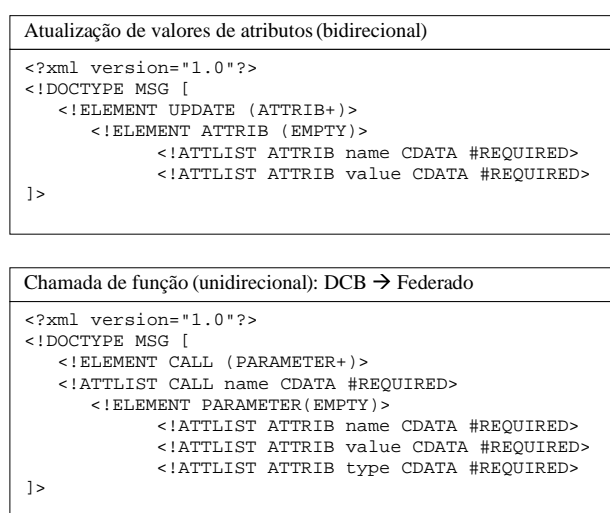 Atualização de valores de atributos (bidirecional)
<?xml version="1.0"?>
<!DOCTYPE MSG [
<!ELEMENT UPDATE (ATTRIB+)>
<!ELEMENT ATTRIB (EMPTY)>
<!ATTLIST ATTRIB name CDATA #REQUIRED>
<!ATTLIST ATTRIB value CDATA #REQUIRED>
]>
Chamada de função (unidirecional): DCB → Federado
<?xml version="1.0"?>
<!DOCTYPE MSG [
<!ELEMENT CALL (PARAMETER+)>
<!ATTLIST CALL name CDATA #REQUIRED>
<!ELEMENT PARAMETER(EMPTY)>
<!ATTLIST ATTRIB name CDATA #REQUIRED>
<!ATTLIST ATTRIB value CDATA #REQUIRED>
<!ATTLIST ATTRIB type CDATA #REQUIRED>
]>